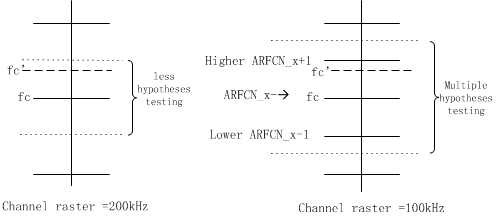 fc'
fc
less
hypotheses
testing
Channel raster =200kHz
Higher ARFCN_x+1
fc'
ARFCN_x
fc
Lower ARFCN_x-1
Multiple
hypotheses
testing
Channel raster =100kHz